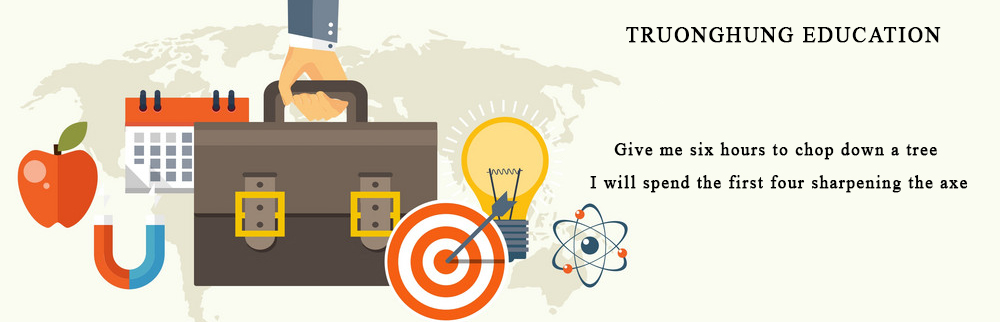 TRUONGHUNG EDUCATION
Give me six hours to chop down a tree
I will spend the first four sharpening the axe